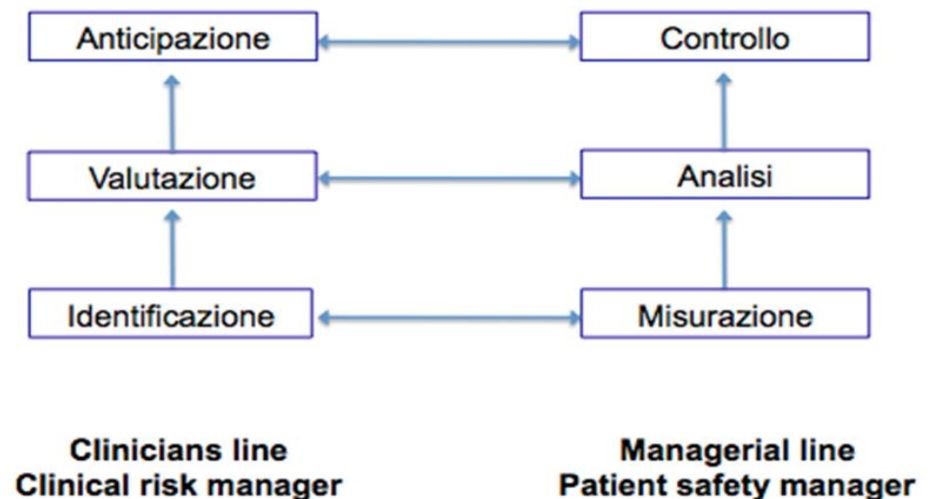 Anticipazione
Controllo
Valutazione
Analisi
Identificazione
Misurazione
Clinicians line
Clinical risk manager
Managerial line
Patient safety manager